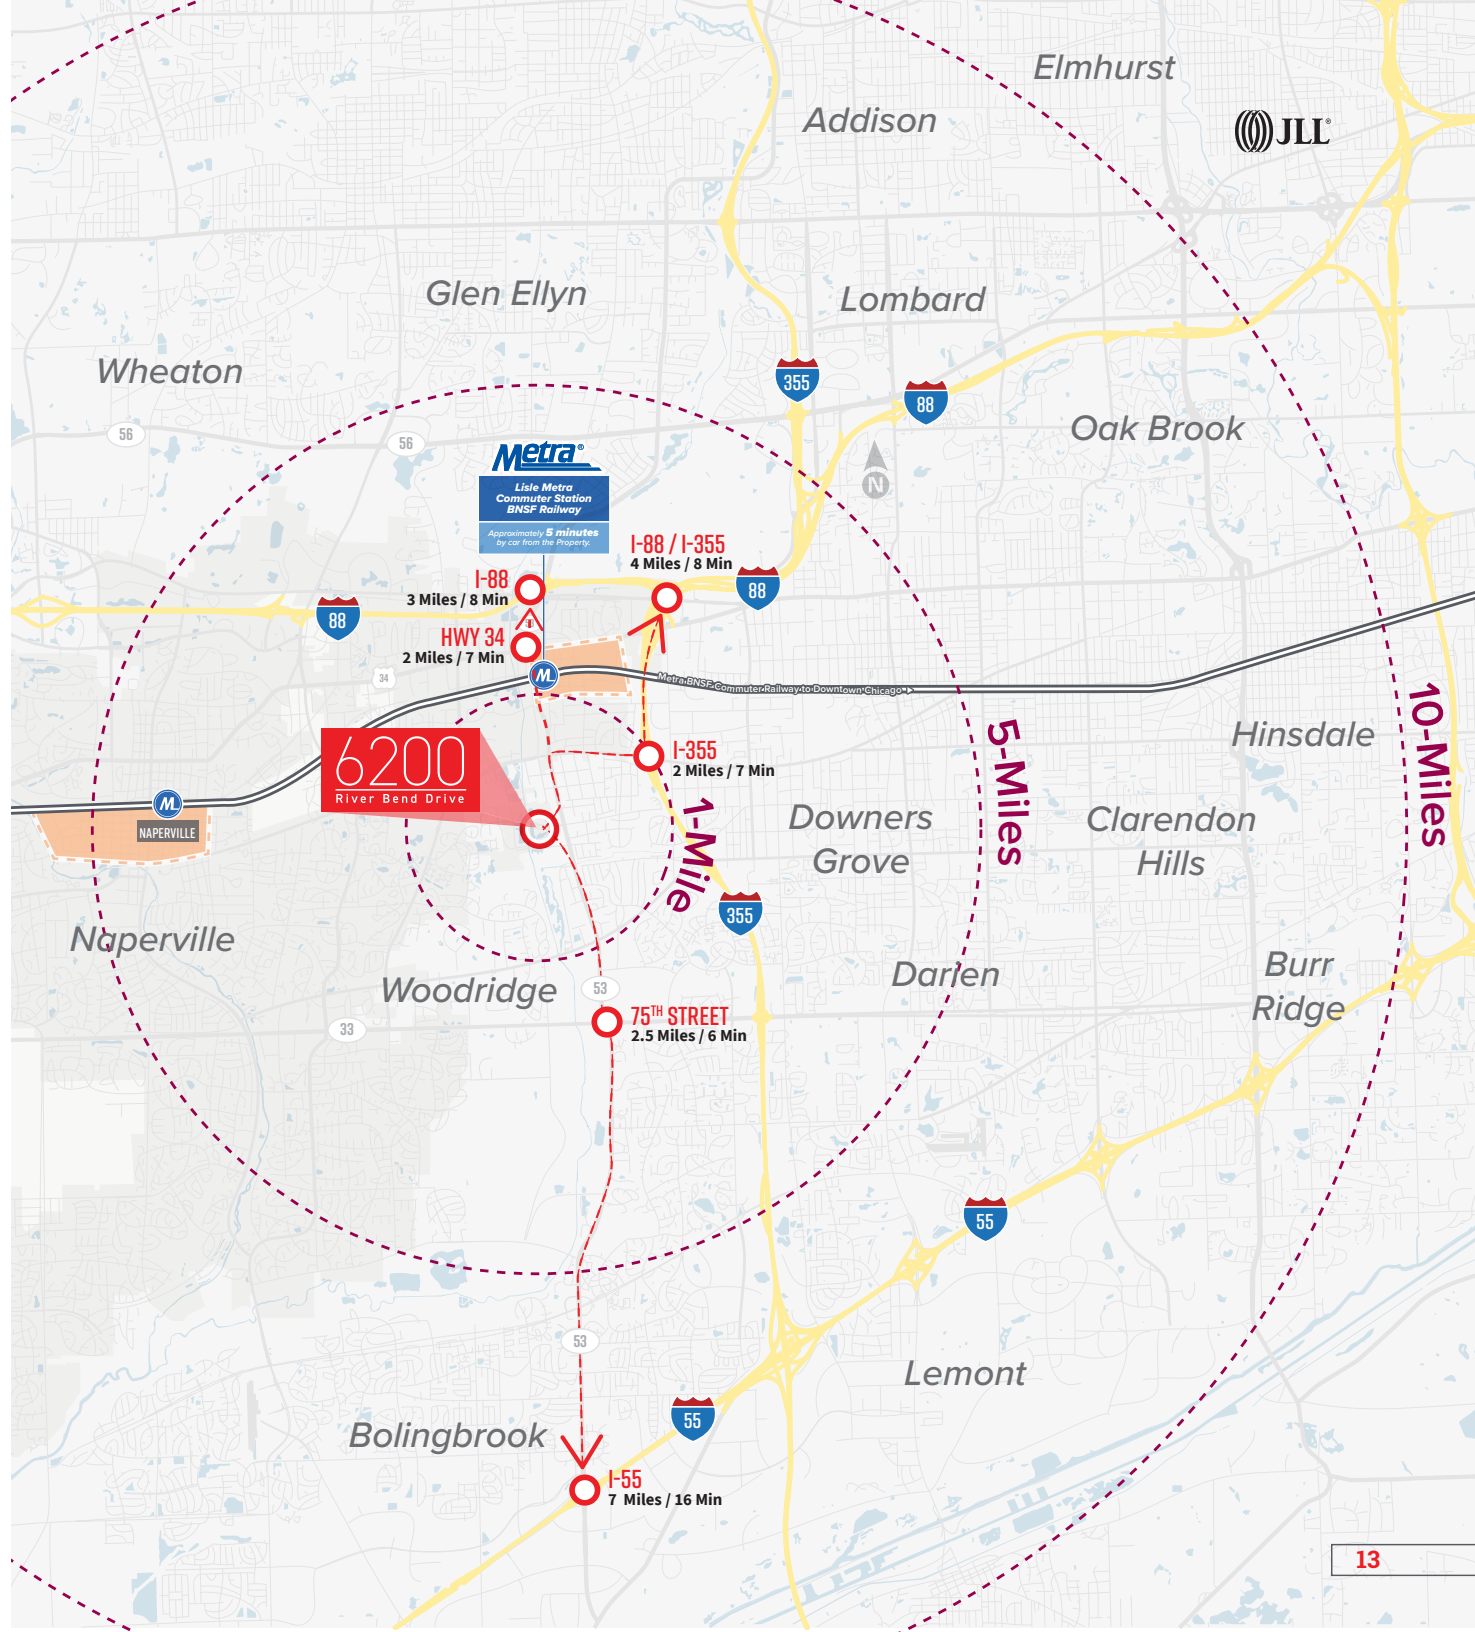 Elmhurst
Addison
JLL®
Glen Ellyn
Lombard
Wheaton
355
88
56
56
Oak Brook
Metra®
Lisle Metra
Commuter Station
BNSF Railway
Approximately 5 minutes
by car from the Property.
N
I-88 / I-355
4 Miles / 8 Min
I-88
3 Miles / 8 Min
88
88
HWY 34
2 Miles / 7 Min
34
M
Metra BNSF Commuter Railway to Downtown Chicago
10-Miles
5-Miles
Hinsdale
6200
River Bend Drive
I-355
2 Miles / 7 Min
M
NAPERVILLE
1-Mile
Downers
Grove
Clarendon
Hills
355
Naperville
Woodridge
Darien
Burr
Ridge
53
75TH STREET
2.5 Miles / 6 Min
33
55
53
Lemont
55
Bolingbrook
I-55
7 Miles / 16 Min
13